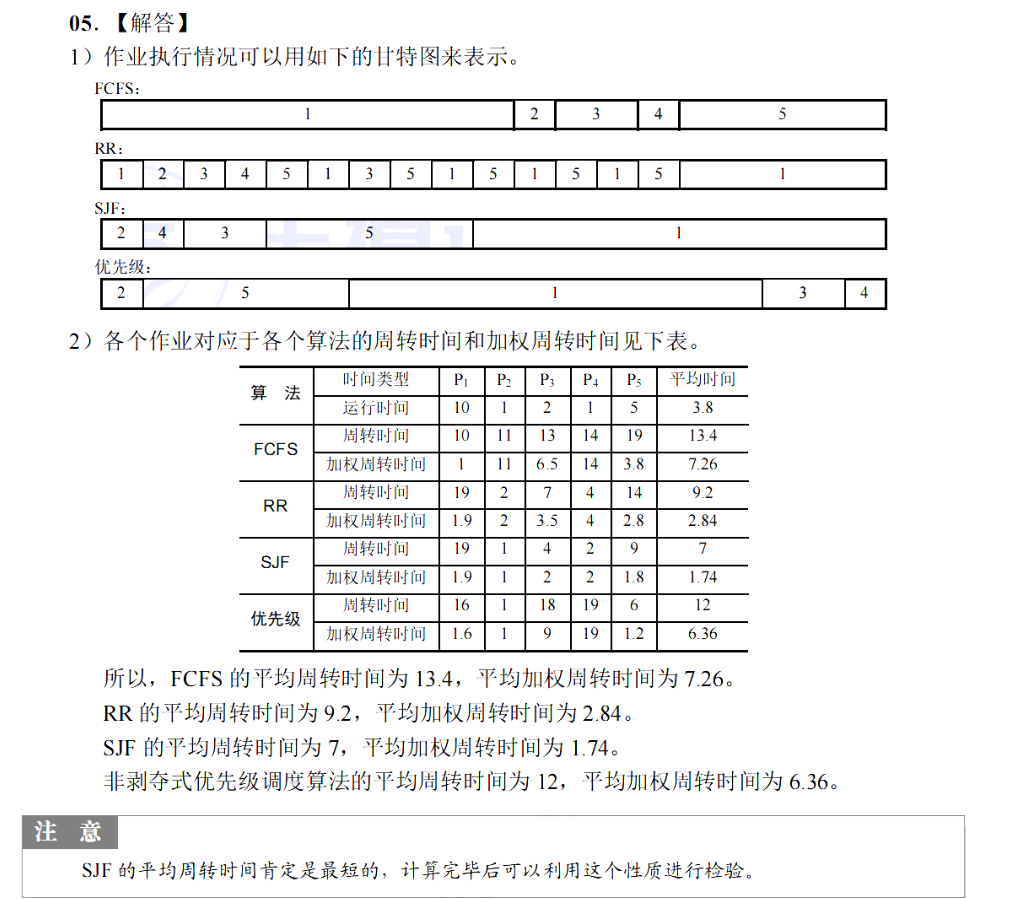 05. 【解答】
1）作业执行情况可以用如下的甘特图来表示。
FCFS:
1 2 3 4 5
RR:
1 2 3 4 5 1 3 5 1 5 1 5 1 5 1
SJF:
2 4 3 5 1
优先级:
2 5 1 3 4
2）各个作业对应于各个算法的周转时间和加权周转时间见下表。
算 法 时间类型 P1 P2 P3 P4 P5 平均时间
运行时间 10 1 2 1 5 3.8
FCFS 周转时间 10 11 13 14 19 13.4
加权周转时间 1 11 6.5 14 3.8 7.26
RR 周转时间 19 2 7 4 14 9.2
加权周转时间 1.9 2 3.5 4 2.8 2.84
SJF 周转时间 19 1 4 2 9 7
加权周转时间 1.9 1 2 2 1.8 1.74
优先级 周转时间 16 1 18 19 6 12
加权周转时间 1.6 1 9 19 1.2 6.36
所以，FCFS 的平均周转时间为 13.4，平均加权周转时间为 7.26。
RR 的平均周转时间为 9.2，平均加权周转时间为 2.84。
SJF 的平均周转时间为 7，平均加权周转时间为 1.74。
非剥夺式优先级调度算法的平均周转时间为 12，平均加权周转时间为 6.36。
注 意
SJF 的平均周转时间肯定是最短的，计算完毕后可以利用这个性质进行检验。